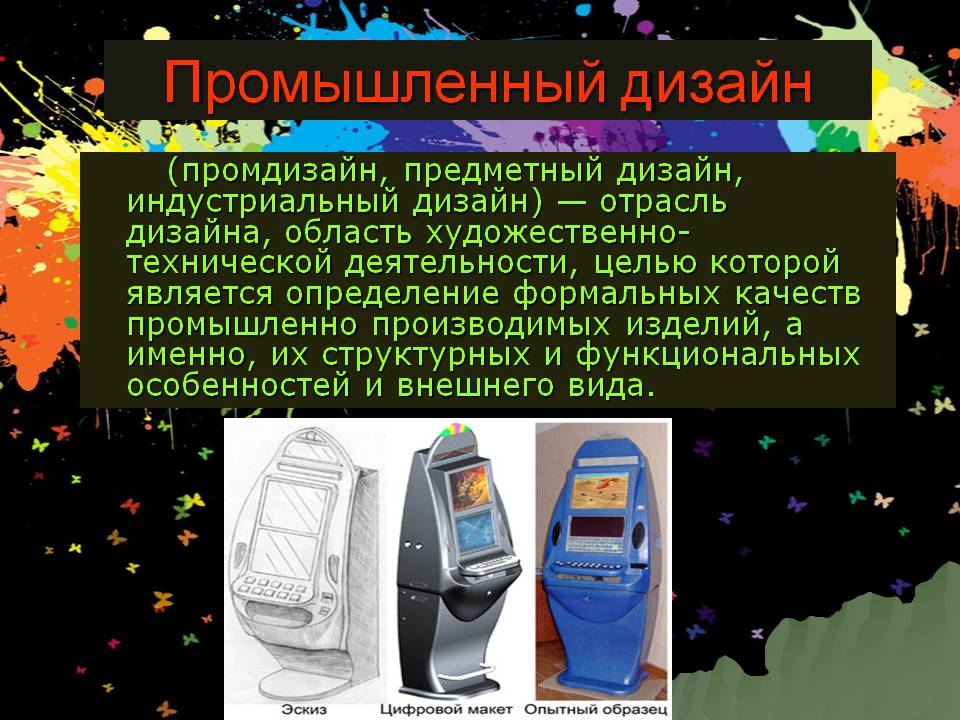 Промышленный дизайн
(промдизайн, предметный дизайн,
индустриальный дизайн) — отрасль
дизайна, область художественно-
технической деятельности, целью которой
является определение формальных качеств
промышленно производимых изделий, а
именно, их структурных и функциональных
особенностей и внешнего вида.
Эскиз
Цифровой макет
Опытный образец